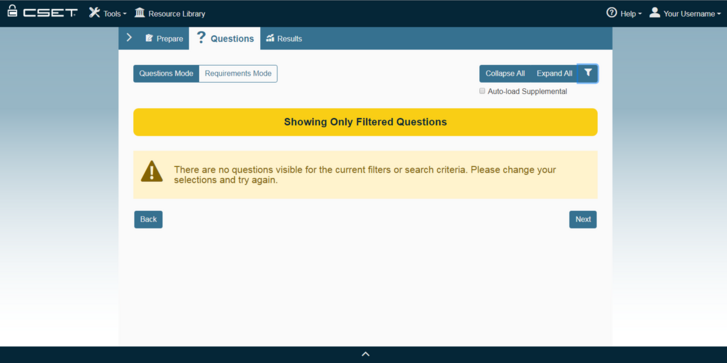 CSET Tools Resource Library Help Your Username
Prepare ? Questions Results
Questions Mode Requirements Mode Collapse All Expand All
Auto-load Supplemental
Showing Only Filtered Questions
There are no questions visible for the current filters or search criteria. Please change your
selections and try again.
Back Next